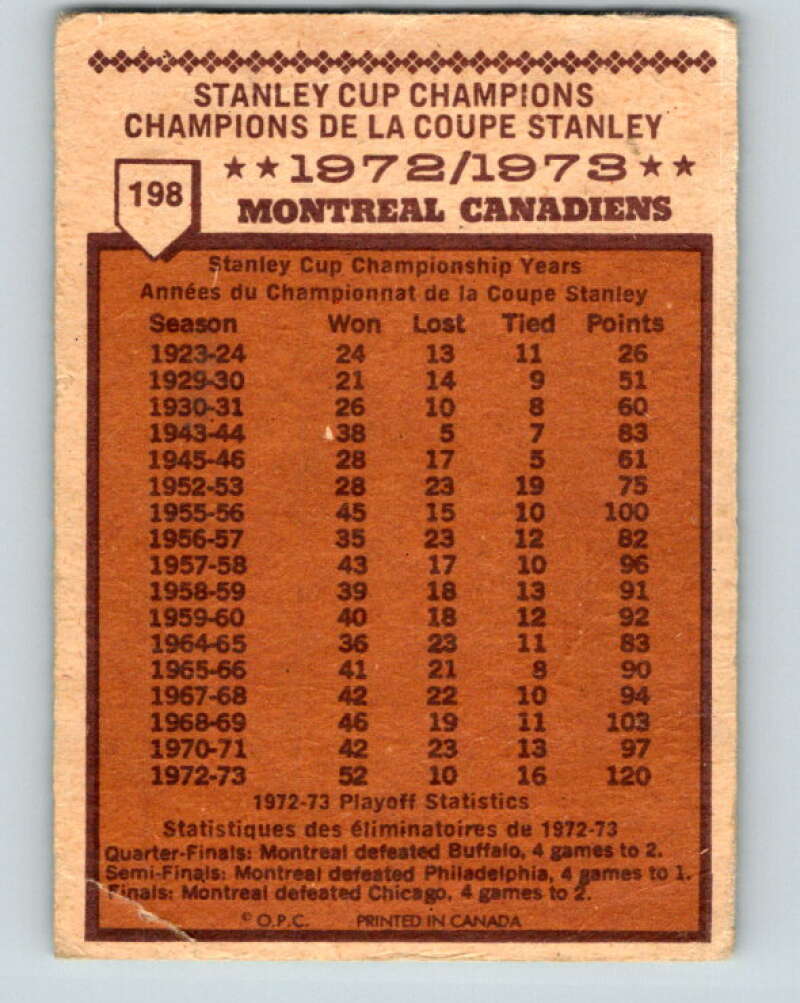 STANLEY CUP CHAMPIONS
CHAMPIONS DE LA COUPE STANLEY
198
★★1972/1973★★
MONTREAL CANADIENS
Stanley Cup Championship Years
Années du Championnat de la Coupe Stanley
Season Won Lost Tied Points
1923-24 24 13 11 26
1929-30 21 14 9 51
1930-31 26 10 8 60
1943-44 38 5 7 83
1945-46 28 17 5 61
1952-53 28 23 19 75
1955-56 45 15 10 100
1956-57 35 23 12 82
1957-58 43 17 10 96
1958-59 39 18 13 91
1959-60 40 18 12 92
1964-65 36 23 11 83
1965-66 41 21 8 90
1967-68 42 22 10 94
1968-69 46 19 11 103
1970-71 42 23 13 97
1972-73 52 10 16 120
1972-73 Playoff Statistics
Statistiques des éliminatoires de 1972-73
Quarter-Finals: Montreal defeated Buffalo, 4 games to 2.
Semi-Finals: Montreal defeated Philadelphia, 4 games to 1.
Finals: Montreal defeated Chicago, 4 games to 2.
© O.P.C. PRINTED IN CANADA